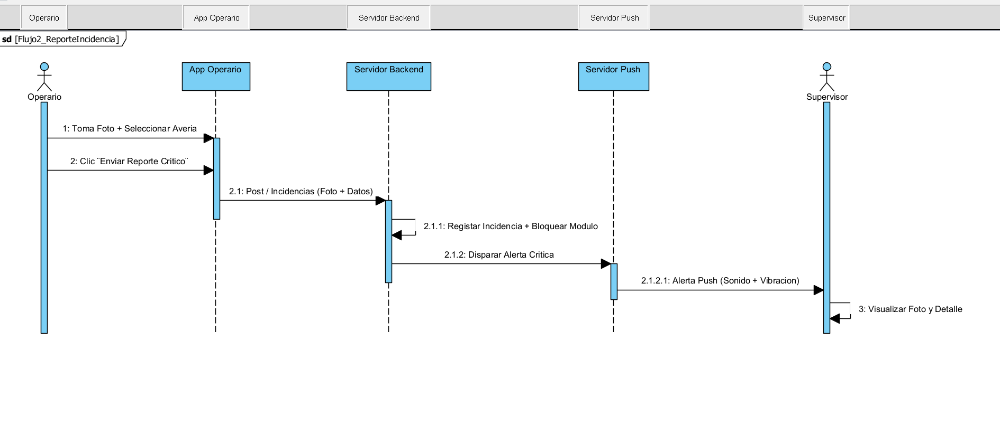 Operario
App Operario
Servidor Backend
Servidor Push
Supervisor
sd [Flujo2_ReporteIncidencia]
App Operario
Servidor Backend
Servidor Push
Operario
Supervisor
1: Toma Foto + Seleccionar Averia
2: Clic ¨Enviar Reporte Critico¨
2.1: Post / Incidencias (Foto + Datos)
2.1.1: Registar Incidencia + Bloquear Modulo
2.1.2: Disparar Alerta Critica
2.1.2.1: Alerta Push (Sonido + Vibracion)
3: Visualizar Foto y Detalle